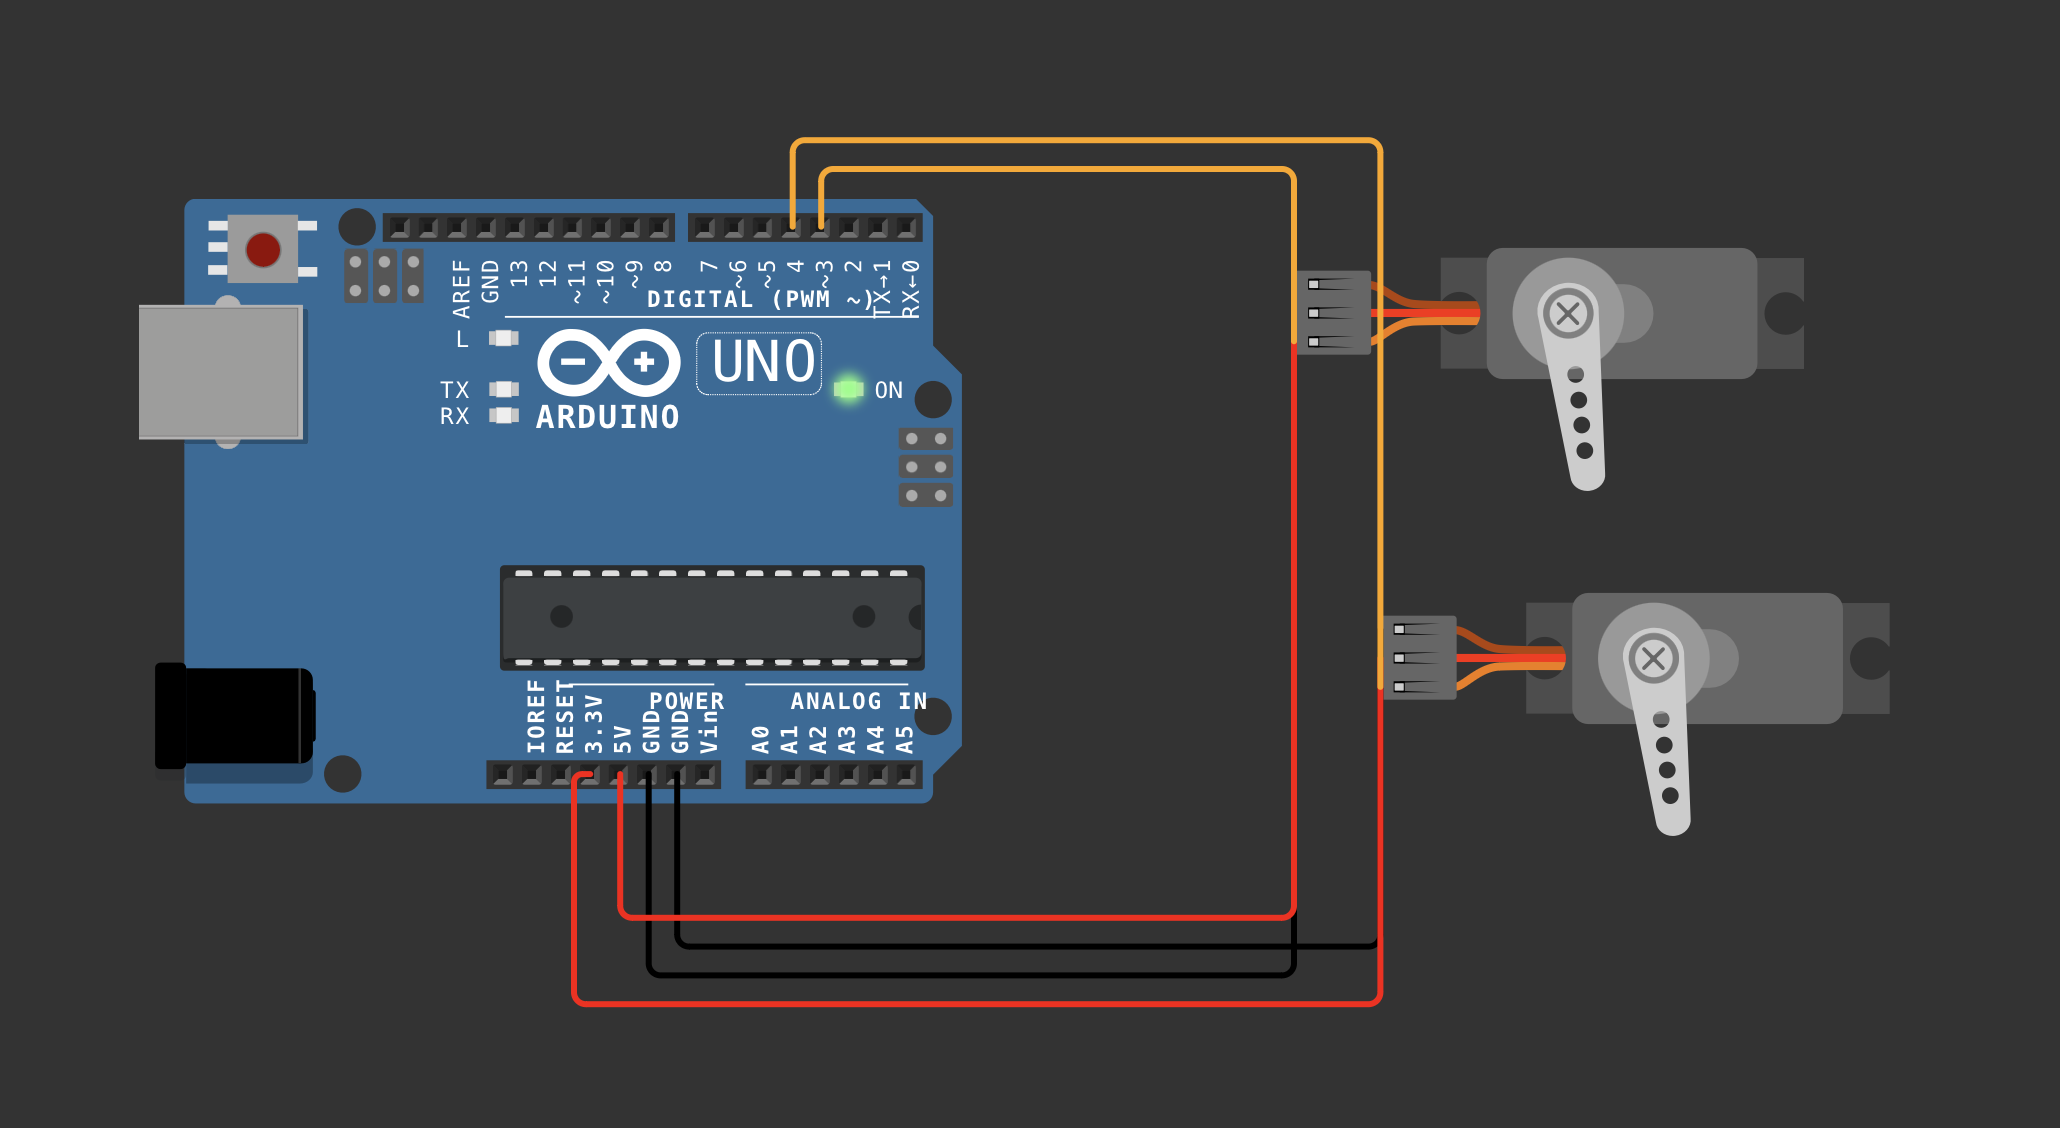 AREF
GND
13
12
~11
~10
~9
8
7
~6
~5
4
~3
2
TX→1
RX←0
DIGITAL (PWM ~)
L
TX
RX
UNO
ON
ARDUINO
IOREF
RESET
3.3V
5V
GND
GND
Vin
POWER
ANALOG IN
A0
A1
A2
A3
A4
A5